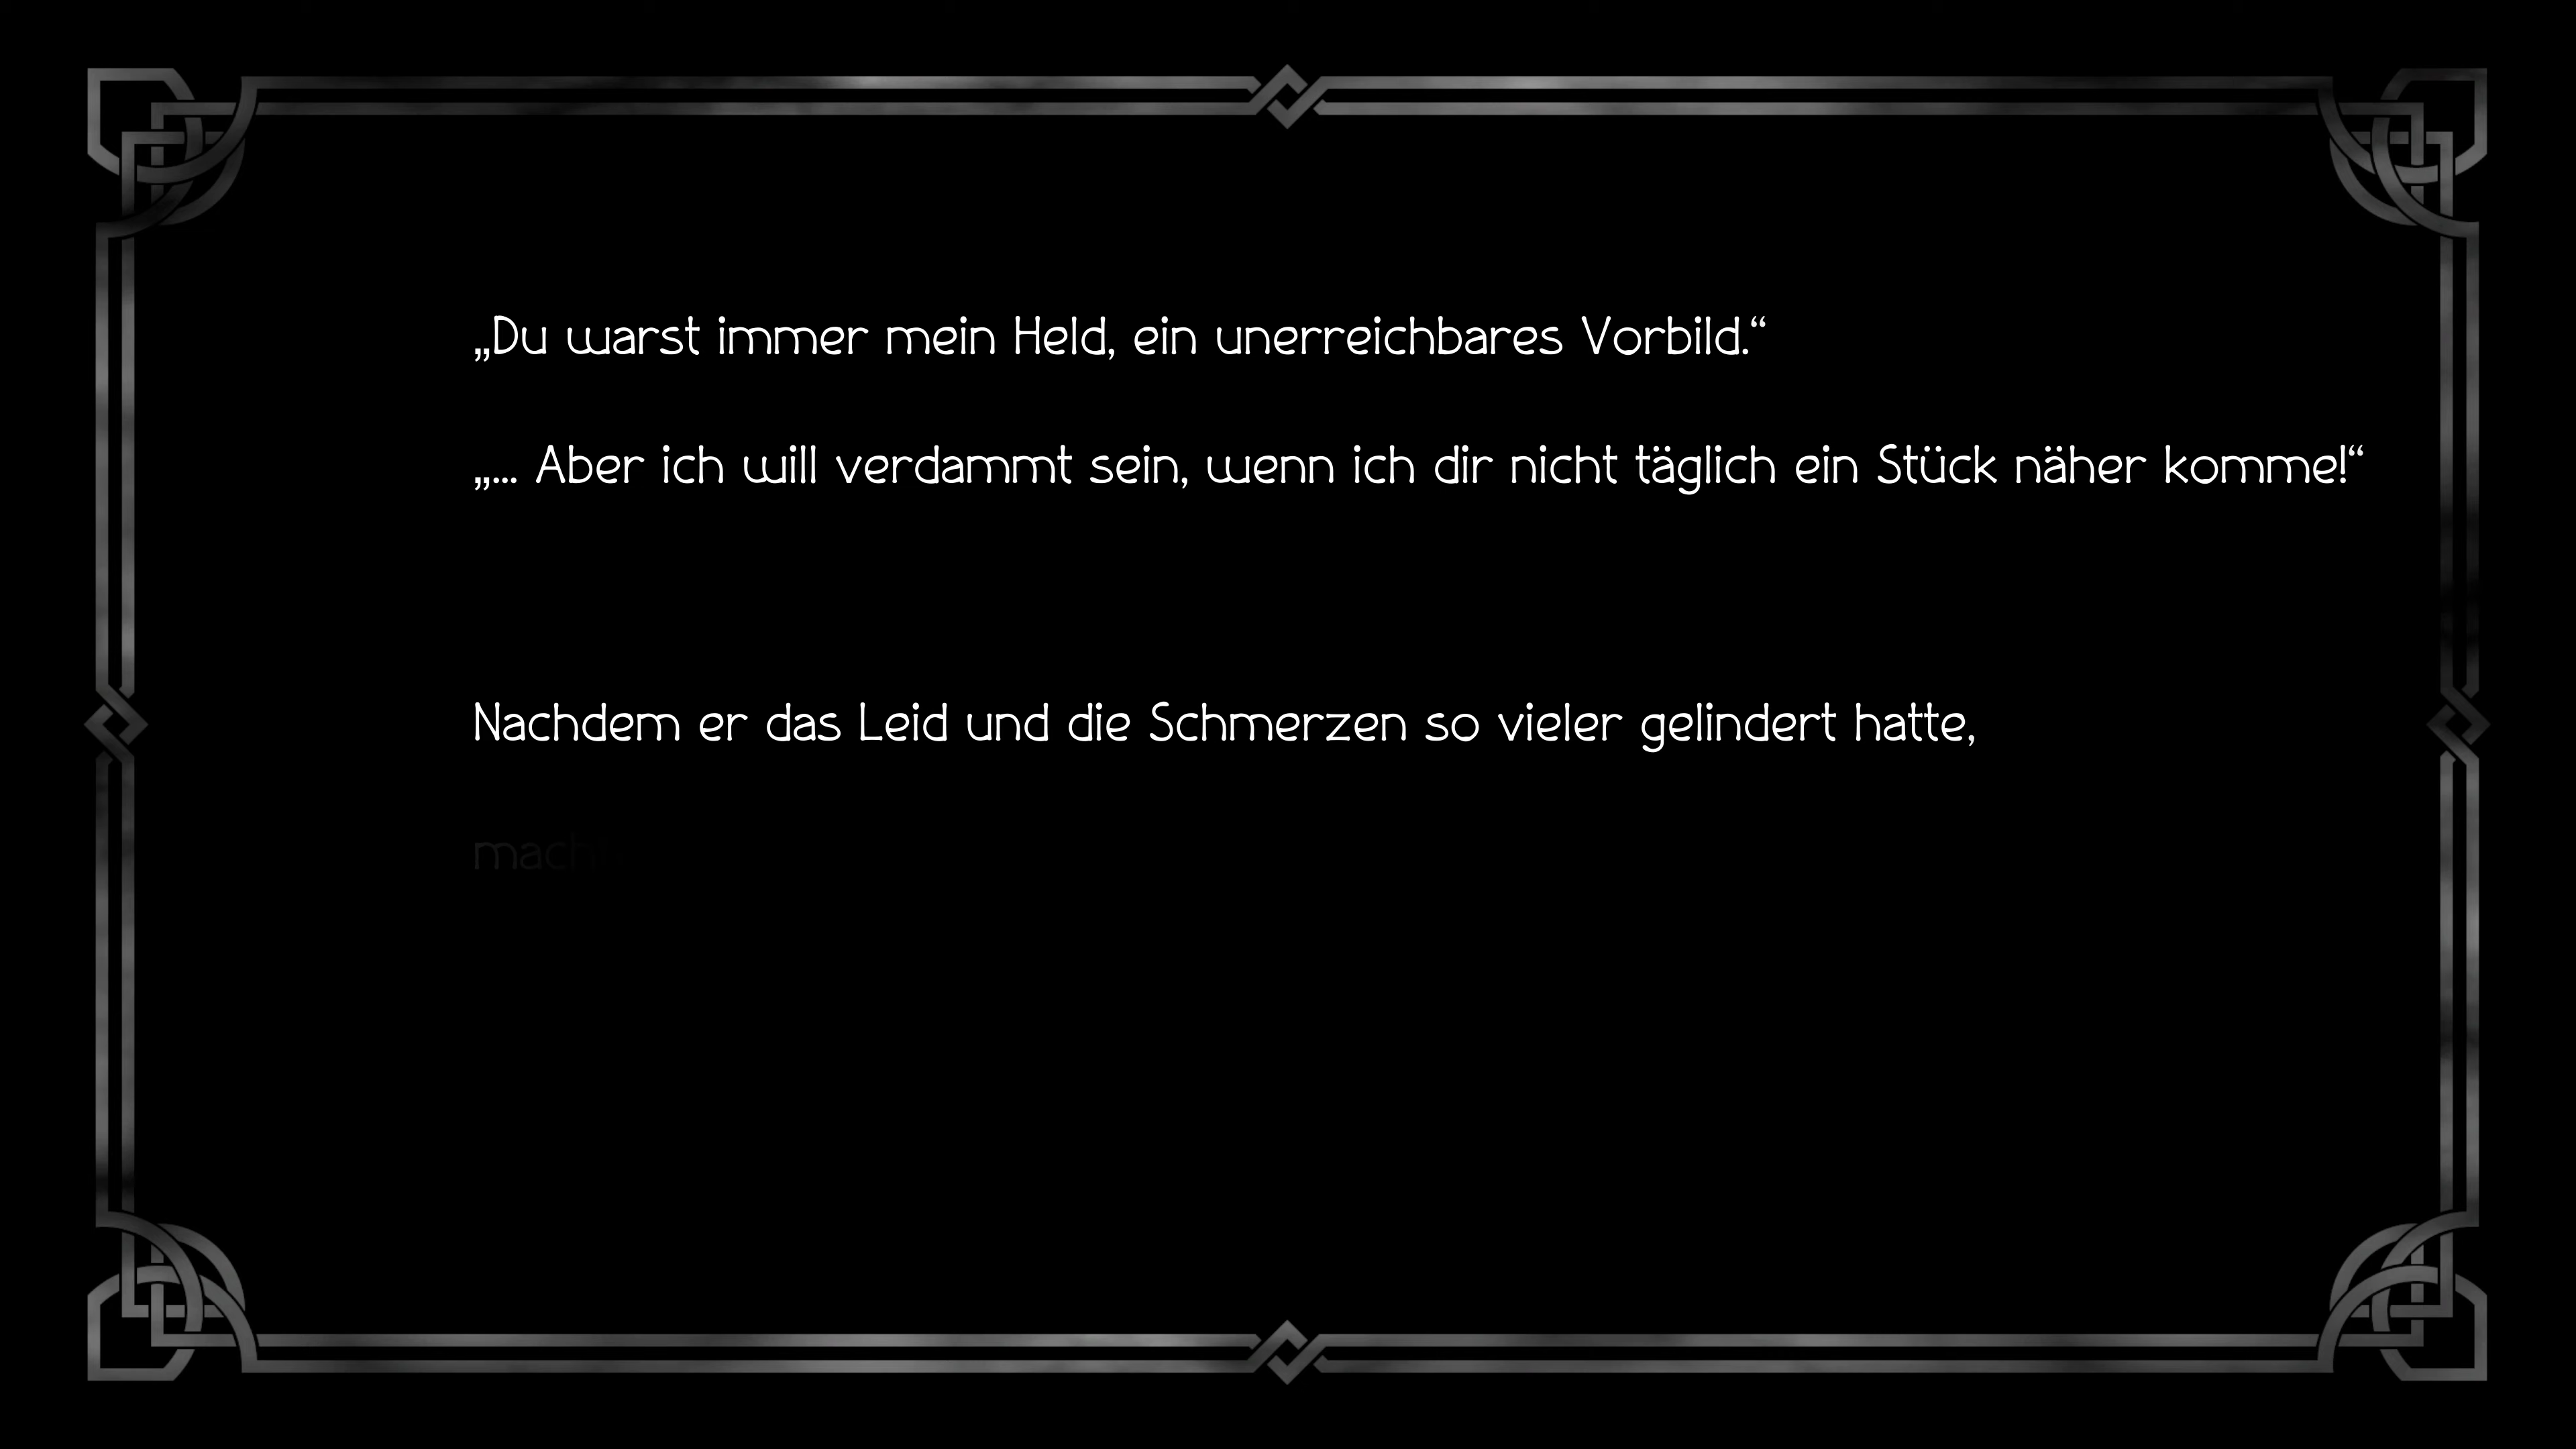 „Du warst immer mein Held, ein unerreichbares Vorbild.“
„... Aber ich will verdammt sein, wenn ich dir nicht täglich ein Stück näher komme!“
Nachdem er das Leid und die Schmerzen so vieler gelindert hatte,